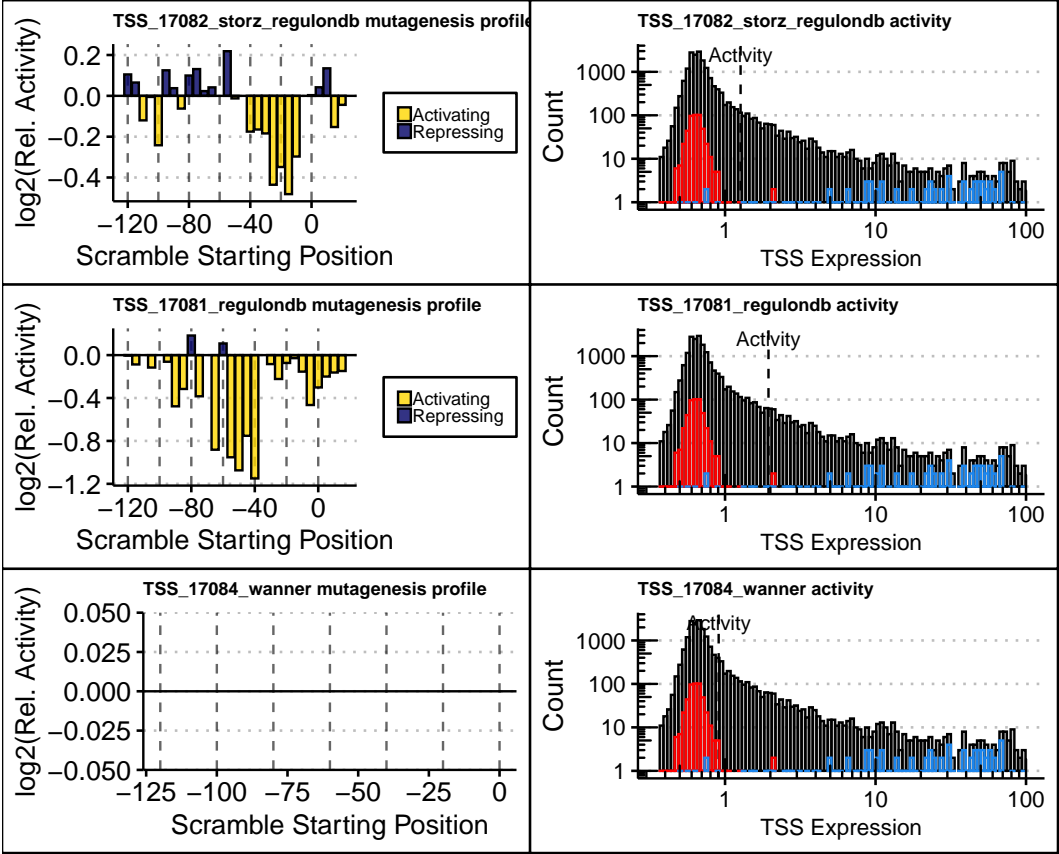 TSS_17082_storz_regulondb mutagenesis profile
log2(Rel. Activity)
0.2
0.0
−0.2
−0.4
−120 −80 −40 0
Scramble Starting Position
Activating
Repressing
TSS_17082_storz_regulondb activity
Activity
Count
1000
100
10
1
1 10 100
TSS Expression
TSS_17081_regulondb mutagenesis profile
log2(Rel. Activity)
0.0
−0.4
−0.8
−1.2
−120 −80 −40 0
Scramble Starting Position
Activating
Repressing
TSS_17081_regulondb activity
Activity
Count
1000
100
10
1
1 10 100
TSS Expression
TSS_17084_wanner mutagenesis profile
log2(Rel. Activity)
0.050
0.025
0.000
−0.025
−0.050
−125 −100 −75 −50 −25 0
Scramble Starting Position
TSS_17084_wanner activity
Activity
Count
1000
100
10
1
1 10 100
TSS Expression